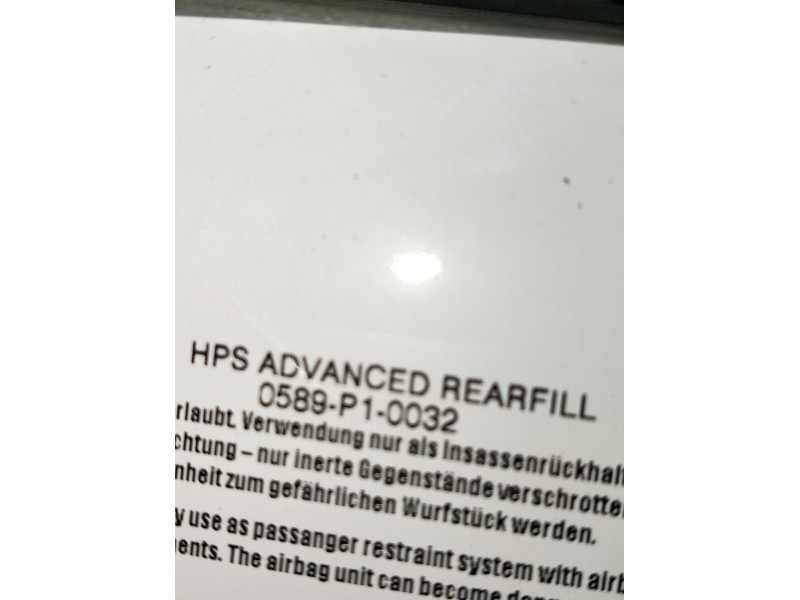 HPS ADVANCED REARFILL
0589-P1-0032
rlaubt. Verwendung nur als Insassenrückhalt
chtung – nur inerte Gegenstände verschrotte
nheit zum gefährlichen Wurfstück werden.
y use as passanger restraint system with airb
ents. The airbag unit can become